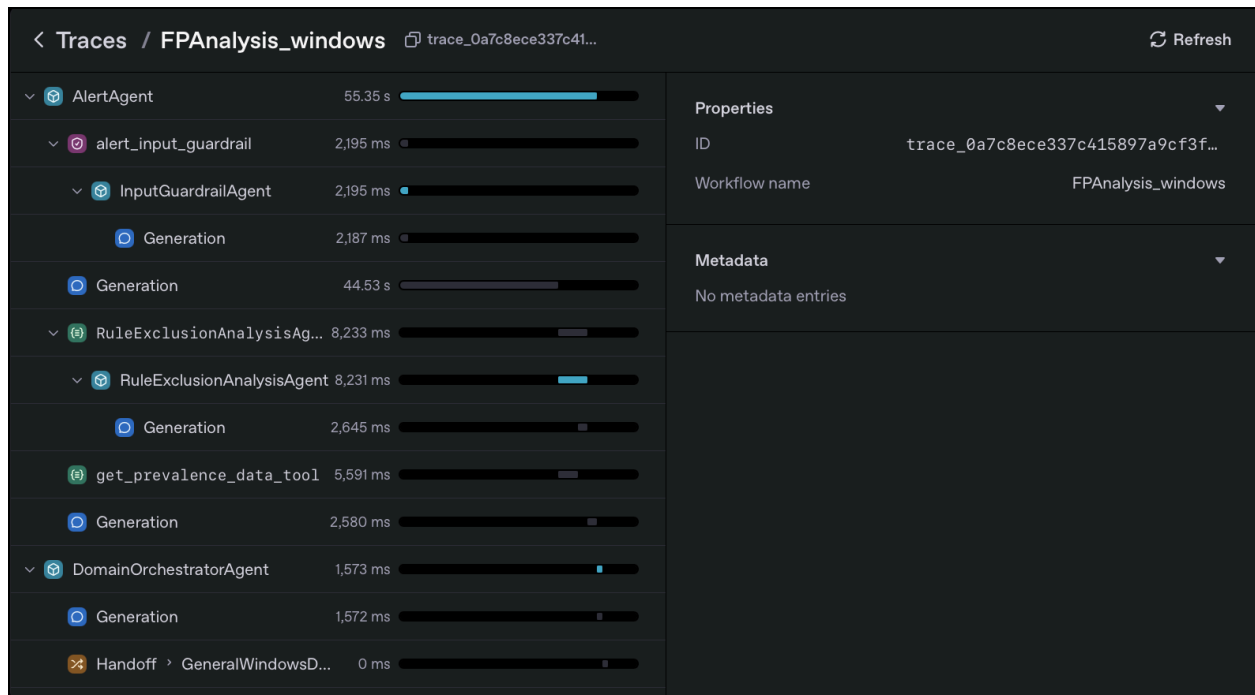 Traces / FPAnalysis_windows trace_0a7c8ece337c41...
Refresh
AlertAgent 55.35 s
alert_input_guardrail 2,195 ms
InputGuardrailAgent 2,195 ms
Generation 2,187 ms
Generation 44.53 s
RuleExclusionAnalysisAg... 8,233 ms
RuleExclusionAnalysisAgent 8,231 ms
Generation 2,645 ms
get_prevalence_data_tool 5,591 ms
Generation 2,580 ms
DomainOrchestratorAgent 1,573 ms
Generation 1,572 ms
Handoff > GeneralWindowsD... 0 ms
Properties
ID trace_0a7c8ece337c415897a9cf3f…
Workflow name FPAnalysis_windows
Metadata
No metadata entries